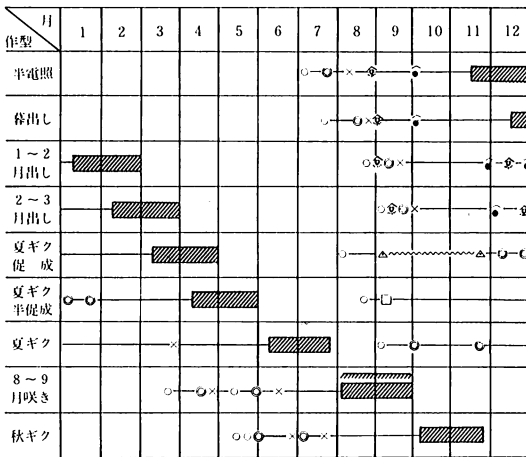 月
作型
1 2 3 4 5 6 7 8 9 10 11 12
半電照
暮出し
1～2
月出し
2～3
月出し
夏ギク
促 成
夏ギク
半促成
夏ギク
8～9
月咲き
秋ギク